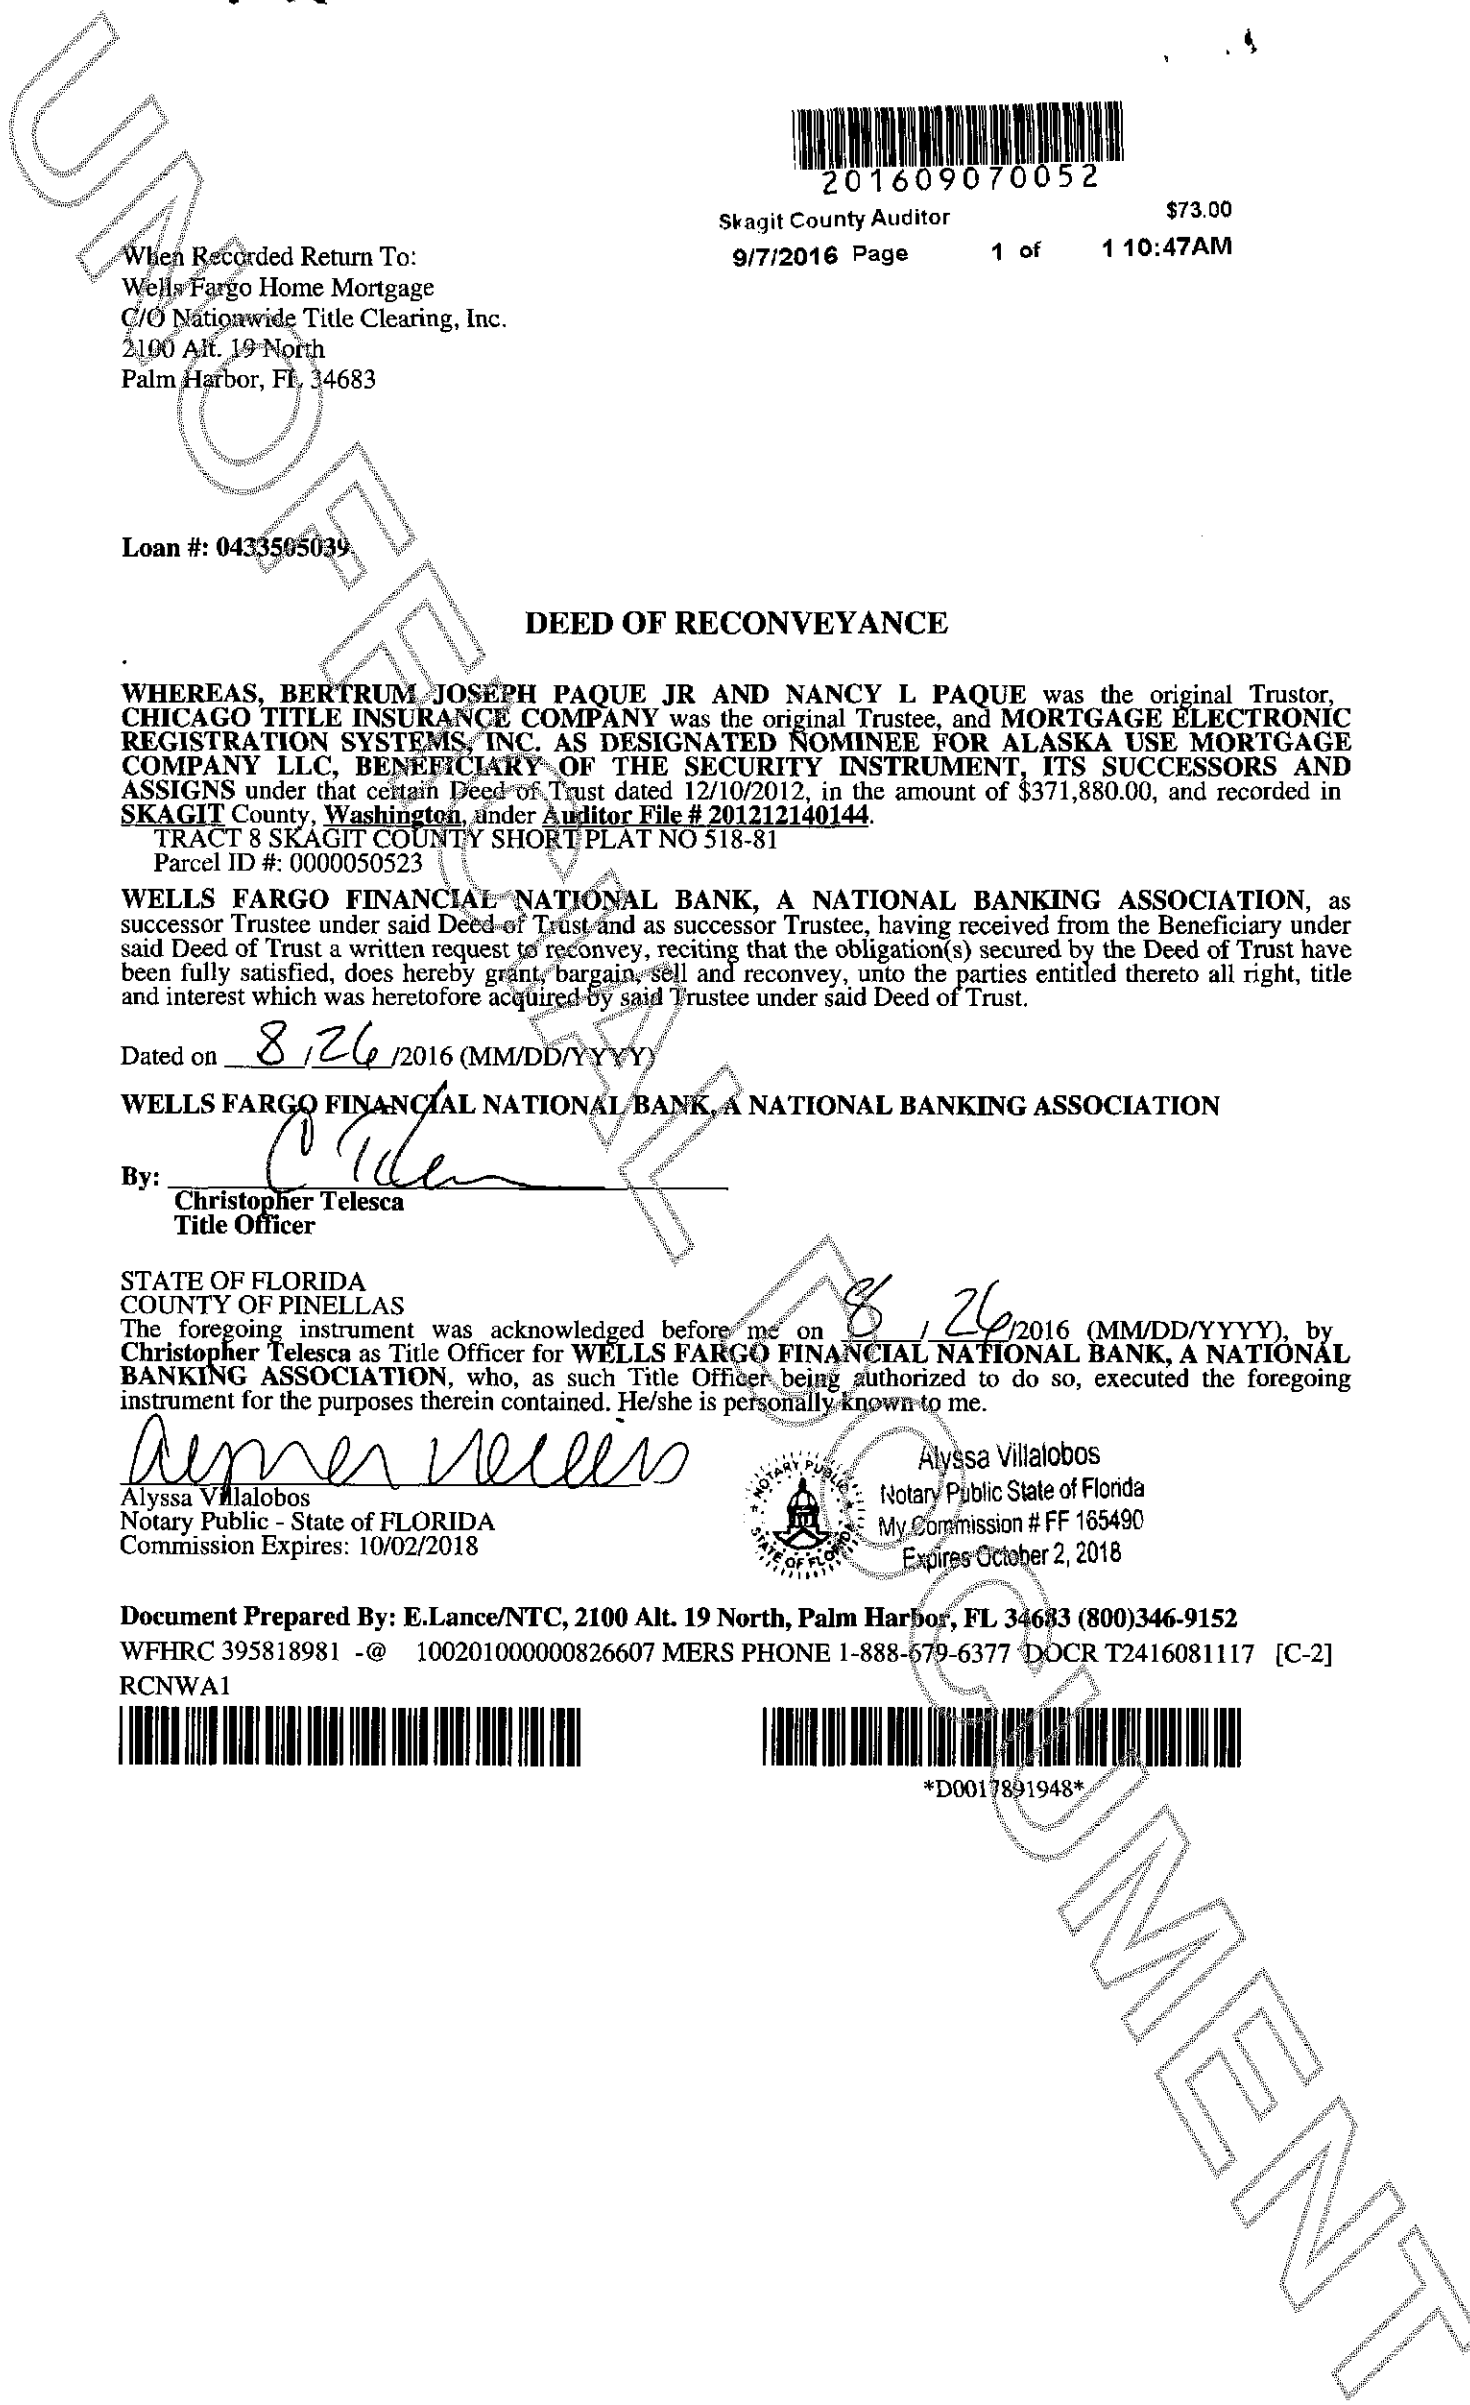 201609070052
Skagit County Auditor $73.00
9/7/2016 Page 1 of 1 10:47AM
When Recorded Return To:
Wells Fargo Home Mortgage
C/O Nationwide Title Clearing, Inc.
2100 Alt. 19 North
Palm Harbor, FL 34683
Loan #: 0433505039
DEED OF RECONVEYANCE
.
WHEREAS, BERTRUM JOSEPH PAQUE JR AND NANCY L PAQUE was the original Trustor,
CHICAGO TITLE INSURANCE COMPANY was the original Trustee, and MORTGAGE ELECTRONIC
REGISTRATION SYSTEMS, INC. AS DESIGNATED NOMINEE FOR ALASKA USE MORTGAGE
COMPANY LLC, BENEFICIARY OF THE SECURITY INSTRUMENT, ITS SUCCESSORS AND
ASSIGNS under that certain Deed of Trust dated 12/10/2012, in the amount of $371,880.00, and recorded in
SKAGIT County, Washington, under Auditor File # 201212140144.
TRACT 8 SKAGIT COUNTY SHORT PLAT NO 518-81
Parcel ID #: 0000050523
WELLS FARGO FINANCIAL NATIONAL BANK, A NATIONAL BANKING ASSOCIATION, as
successor Trustee under said Deed of Trust and as successor Trustee, having received from the Beneficiary under
said Deed of Trust a written request to reconvey, reciting that the obligation(s) secured by the Deed of Trust have
been fully satisfied, does hereby grant, bargain, sell and reconvey, unto the parties entitled thereto all right, title
and interest which was heretofore acquired by said Trustee under said Deed of Trust.
Dated on 8/26/2016 (MM/DD/YYYY)
WELLS FARGO FINANCIAL NATIONAL BANK, A NATIONAL BANKING ASSOCIATION
By:
Christopher Telesca
Title Officer
STATE OF FLORIDA
COUNTY OF PINELLAS
The foregoing instrument was acknowledged before me on 8/26/2016 (MM/DD/YYYY), by
Christopher Telesca as Title Officer for WELLS FARGO FINANCIAL NATIONAL BANK, A NATIONAL
BANKING ASSOCIATION, who, as such Title Officer being authorized to do so, executed the foregoing
instrument for the purposes therein contained. He/she is personally known to me.
Alyssa Villalobos
Notary Public - State of FLORIDA
Commission Expires: 10/02/2018
NOTARY PUBLIC
STATE OF FLORIDA
Alyssa Villalobos
Notary Public State of Florida
My Commission # FF 165490
Expires October 2, 2018
Document Prepared By: E.Lance/NTC, 2100 Alt. 19 North, Palm Harbor, FL 34683 (800)346-9152
WFHRC 395818981 -@ 100201000000826607 MERS PHONE 1-888-679-6377 DOCR T2416081117 [C-2]
RCNWA1
*D0017891948*
UNOFFICIAL DOCUMENT